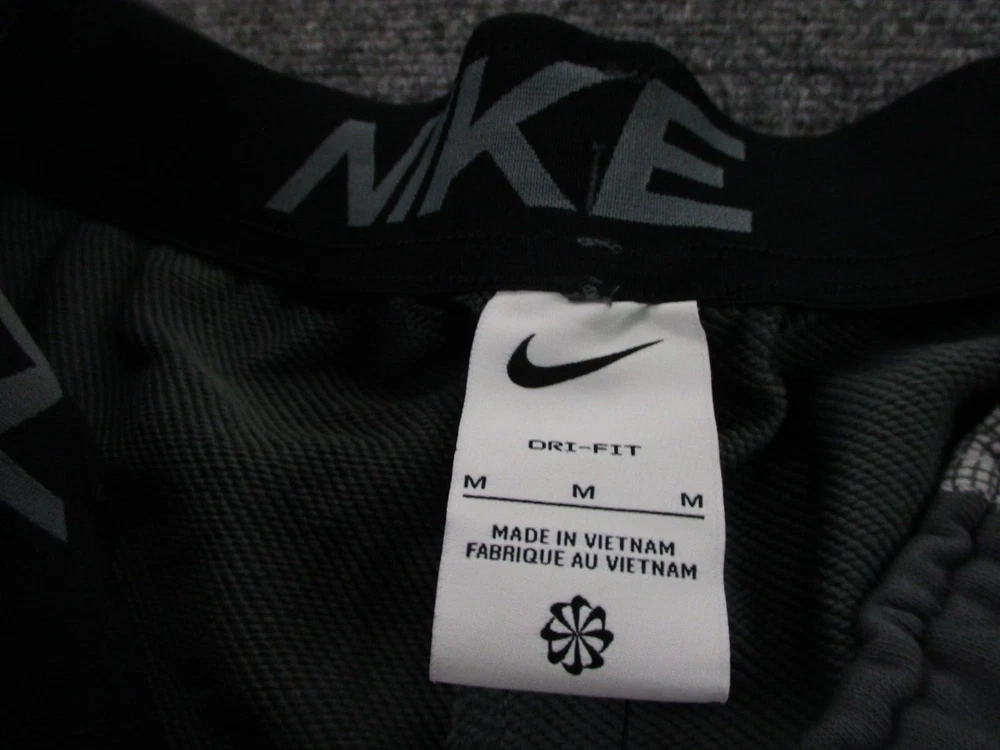 NIKE
DRI-FIT
M M M
MADE IN VIETNAM
FABRIQUE AU VIETNAM